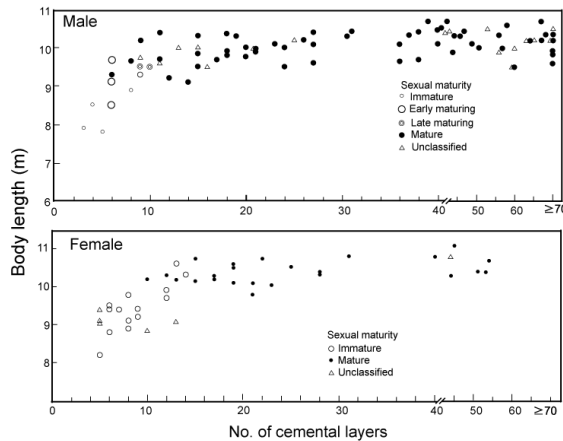 Male
11
10
9
8
7
6
Sexual maturity
Immature
Early maturing
Late maturing
Mature
Unclassified
0
10
20
30
40
50
60
≥70
Body length (m)
Female
11
10
9
8
Sexual maturity
Immature
Mature
Unclassified
0
10
20
30
40
50
60
≥70
No. of cemental layers